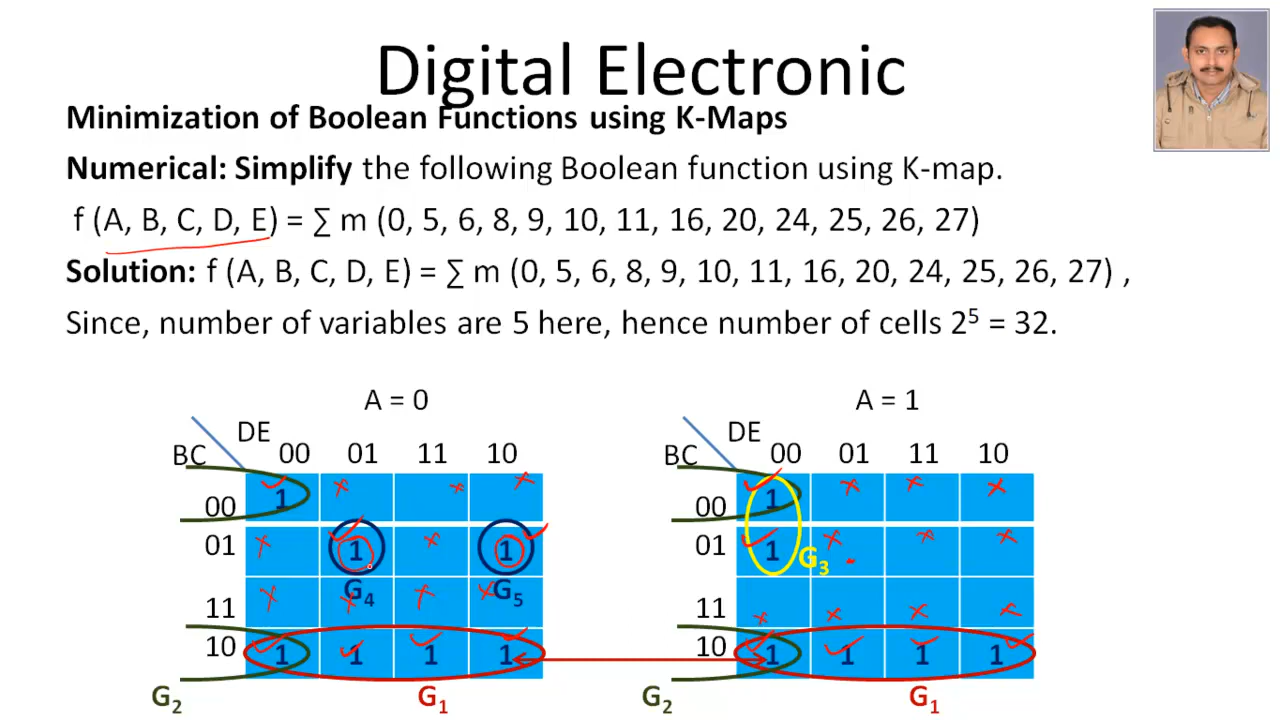 Digital Electronic
Minimization of Boolean Functions using K-Maps
Numerical: Simplify the following Boolean function using K-map.
f (A, B, C, D, E) = ∑ m (0, 5, 6, 8, 9, 10, 11, 16, 20, 24, 25, 26, 27)
Solution: f (A, B, C, D, E) = ∑ m (0, 5, 6, 8, 9, 10, 11, 16, 20, 24, 25, 26, 27) ,
Since, number of variables are 5 here, hence number of cells 2⁵ = 32.
A = 0
DE
BC 00 01 11 10
00 1
01 1 1
G₄ G₅
11
10 1 1 1 1
G₂ G₁
A = 1
DE
BC 00 01 11 10
00 1
01 1 G₃
11
10 1 1 1 1
G₂ G₁